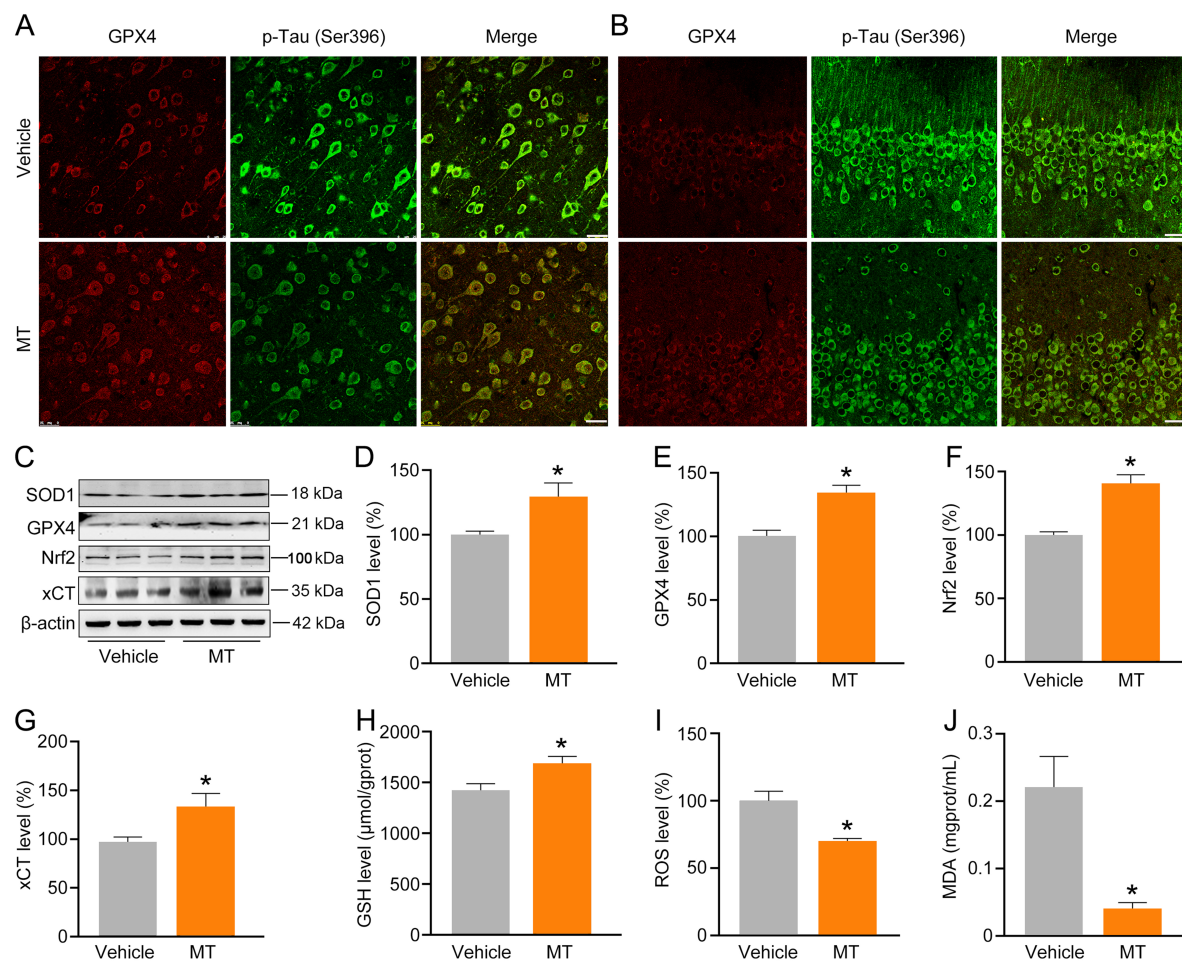 A
GPX4
p-Tau (Ser396)
Merge
B
GPX4
p-Tau (Ser396)
Merge
Vehicle
MT
C
SOD1
18 kDa
GPX4
21 kDa
Nrf2
100 kDa
xCT
35 kDa
β-actin
42 kDa
Vehicle
MT
D
SOD1 level (%)
150
100
50
0
*
Vehicle
MT
E
GPX4 level (%)
150
100
50
0
*
Vehicle
MT
F
Nrf2 level (%)
150
100
50
0
*
Vehicle
MT
G
xCT level (%)
200
150
100
50
0
*
Vehicle
MT
H
GSH level (μmol/gprot)
2000
1500
1000
500
0
*
Vehicle
MT
I
ROS level (%)
150
100
50
0
*
Vehicle
MT
J
MDA (mgprot/mL)
0.3
0.2
0.1
0
*
Vehicle
MT